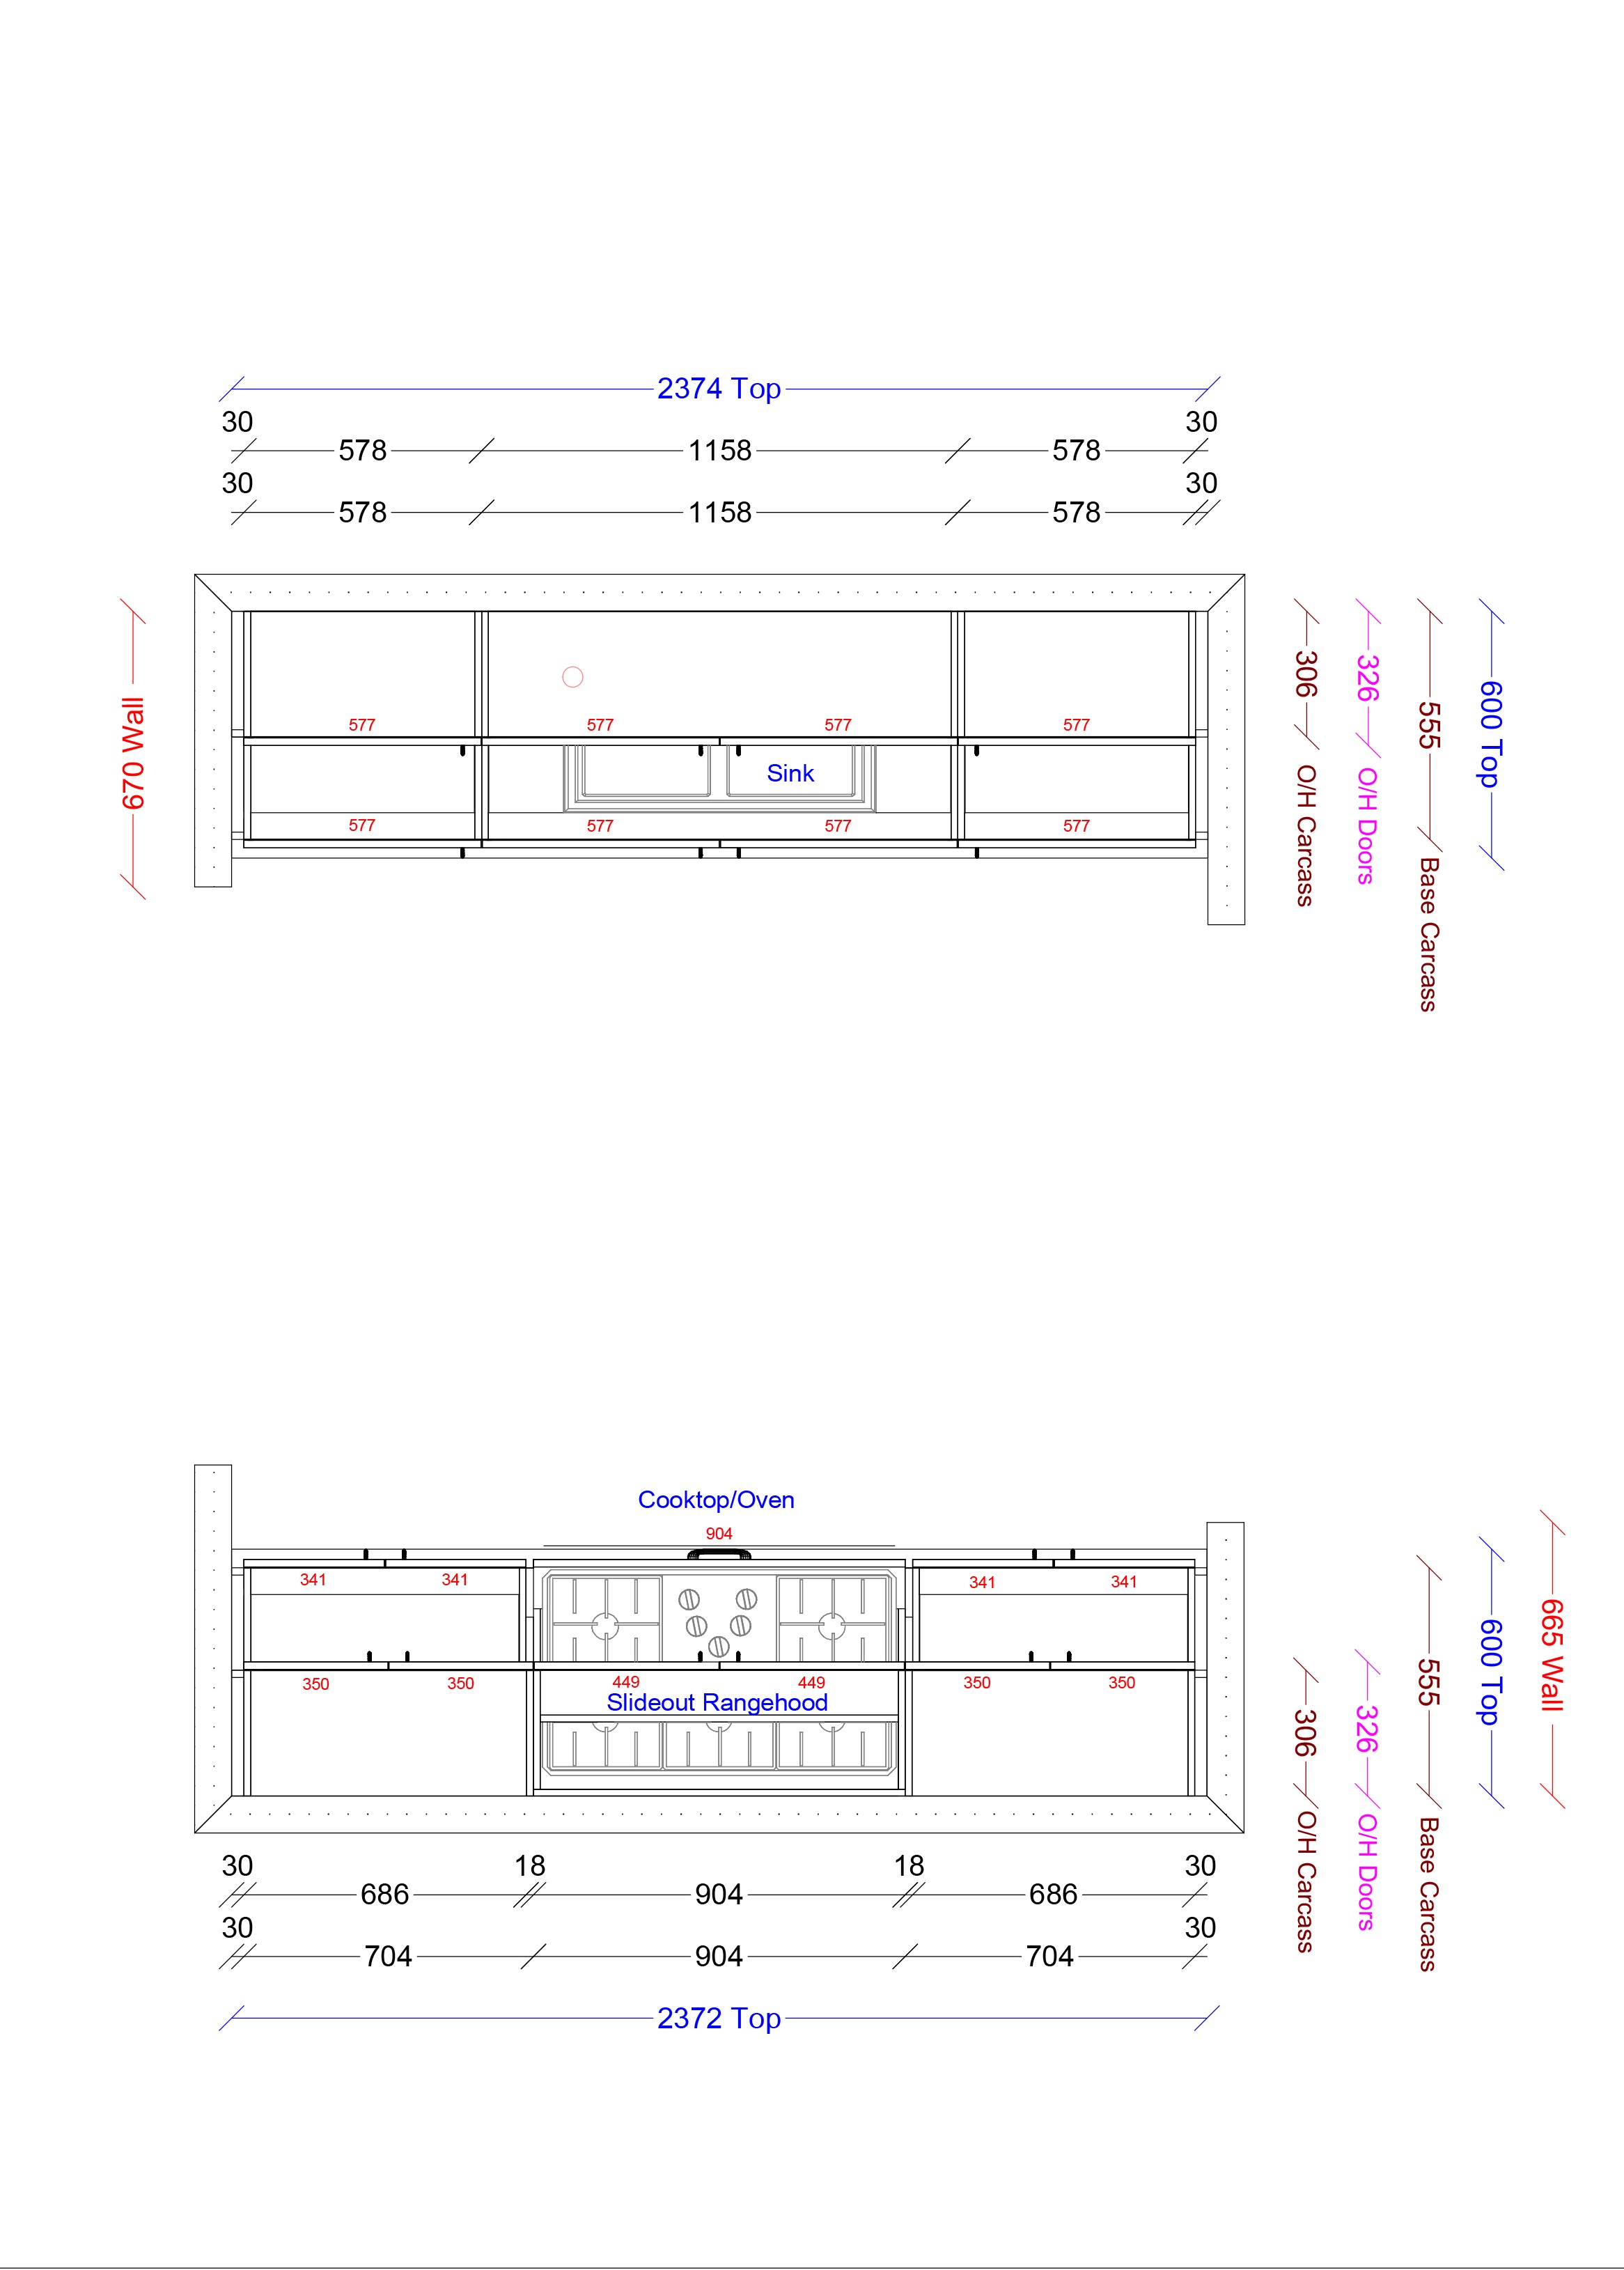 2374 Top
30 30
578 1158 578
30 30
578 1158 578
670 Wall
306 O/H Carcass
326 O/H Doors
555 Base Carcass
600 Top
577 577 577 577
Sink
577 577 577 577
Cooktop/Oven
904
341 341 341 341
350 350 449 449 350 350
Slideout Rangehood
306 O/H Carcass
326 O/H Doors
555 Base Carcass
600 Top
665 Wall
30 18 18 30
686 904 686
30 30
704 904 704
2372 Top